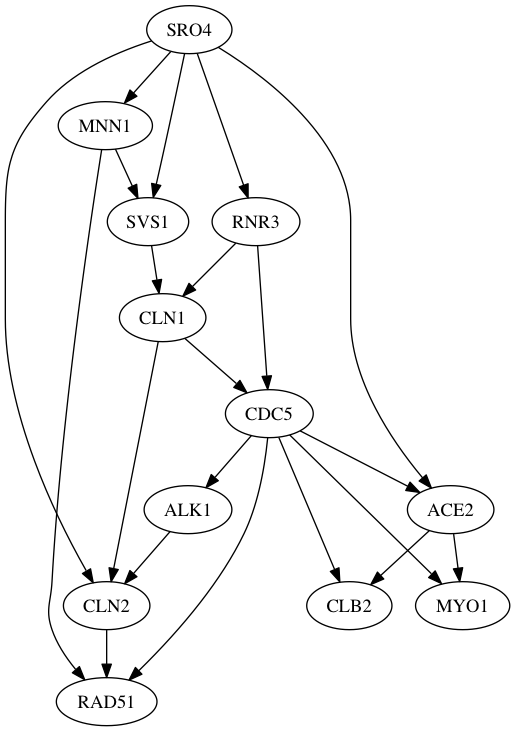 SRO4
MNN1
SVS1
RNR3
CLN1
CDC5
ALK1
ACE2
CLN2
CLB2
MYO1
RAD51